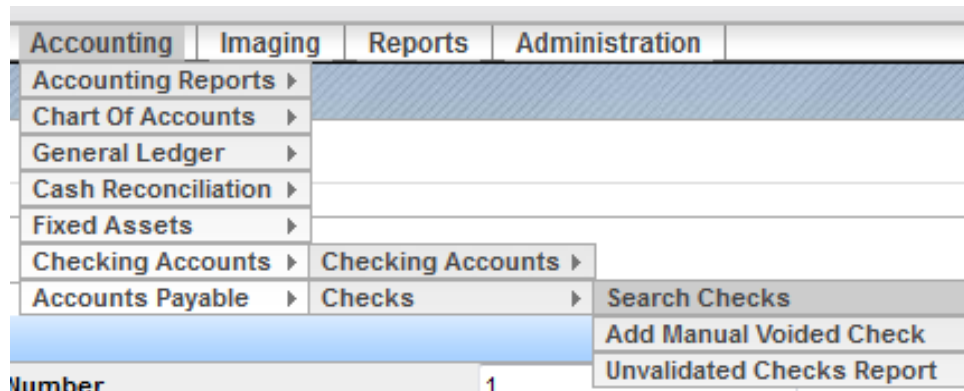 Accounting Imaging Reports Administration
Accounting Reports
Chart Of Accounts
General Ledger
Cash Reconciliation
Fixed Assets
Checking Accounts Checking Accounts
Accounts Payable Checks Search Checks
Add Manual Voided Check
Unvalidated Checks Report
Number 1